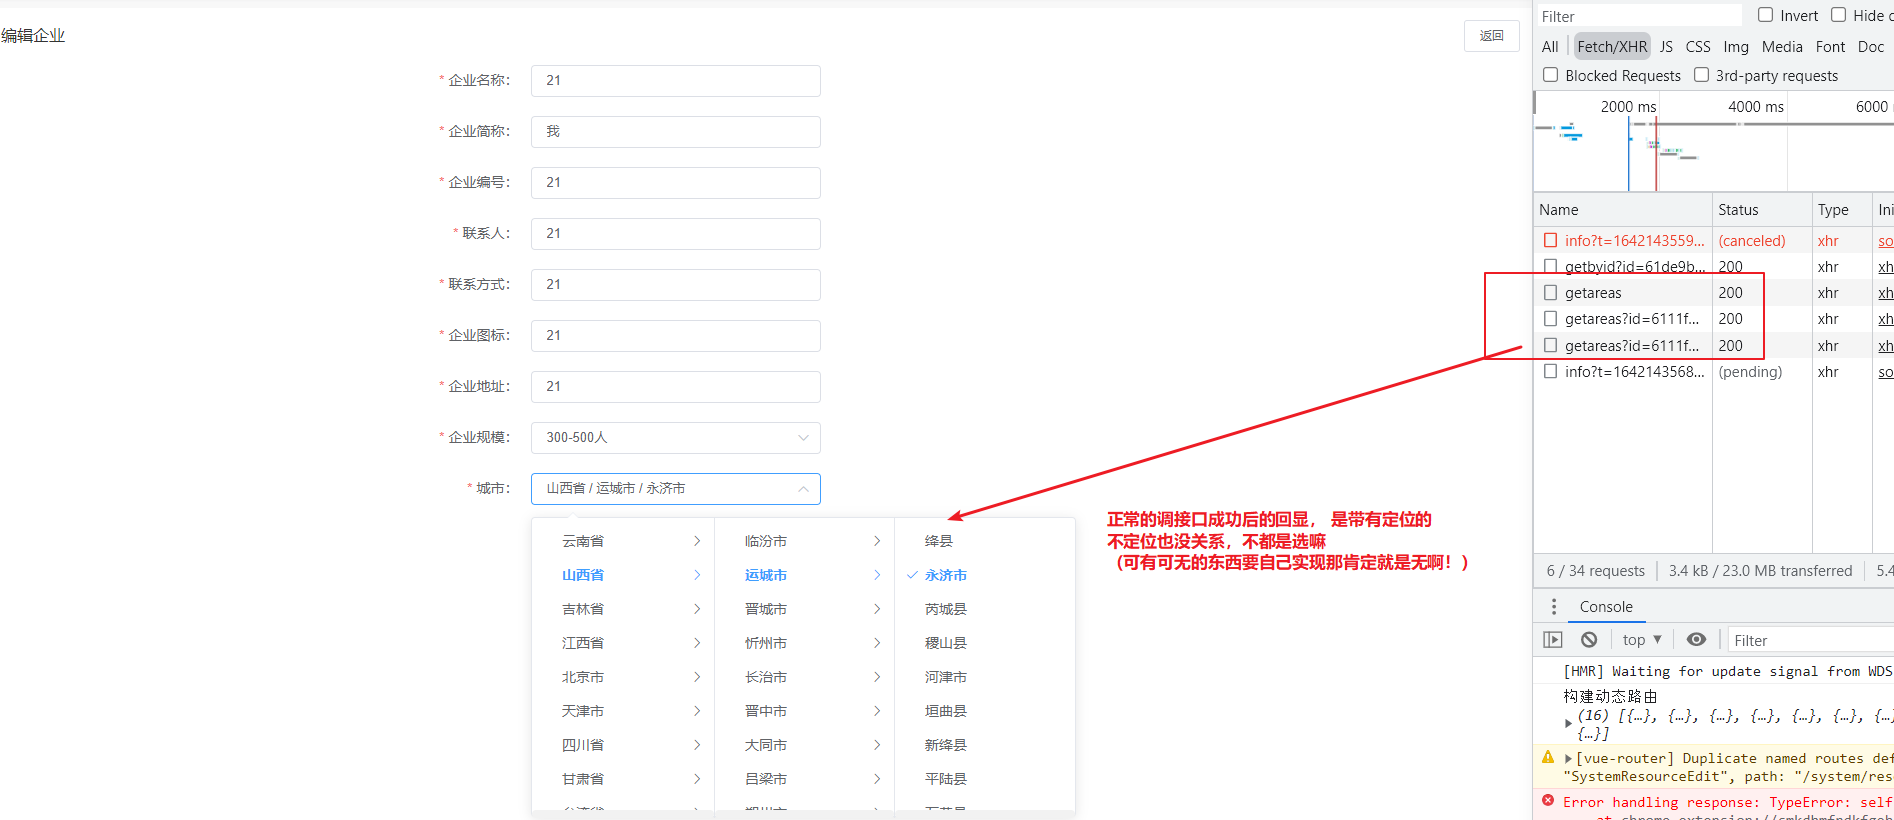 编辑企业
返回
* 企业名称： 21
* 企业简称： 我
* 企业编号： 21
* 联系人： 21
* 联系方式： 21
* 企业图标： 21
* 企业地址： 21
* 企业规模： 300-500人
* 城市： 山西省 / 运城市 / 永济市
云南省 临汾市 绛县
山西省 运城市 永济市
吉林省 晋城市 芮城县
江西省 忻州市 稷山县
北京市 长治市 河津市
天津市 晋中市 垣曲县
四川省 大同市 新绛县
甘肃省 吕梁市 平陆县
正常的调接口成功后的回显， 是带有定位的
不定位也没关系，不都是选嘛
（可有可无的东西要自己实现那肯定就是无啊！）
Filter Invert Hide
All Fetch/XHR JS CSS Img Media Font Doc
Blocked Requests 3rd-party requests
2000 ms 4000 ms 6000
Name Status Type Ini
info?t=1642143559... (canceled) xhr so
getbyid?id=61de9b... 200 xhr xh
getareas 200 xhr xh
getareas?id=6111f... 200 xhr xh
getareas?id=6111f... 200 xhr xh
info?t=1642143568... (pending) xhr so
6 / 34 requests 3.4 kB / 23.0 MB transferred 5.4
Console
top ▼ Filter
[HMR] Waiting for update signal from WDS
构建动态路由
(16) [{…}, {…}, {…}, {…}, {…}, {…},
{…}]
[vue-router] Duplicate named routes def
"SystemResourceEdit", path: "/system/res
Error handling response: TypeError: self